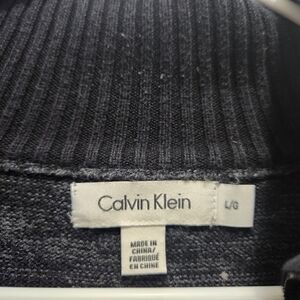 Calvin Klein
L/G
MADE IN
CHINA/
FABRIQUÉ
EN CHINE